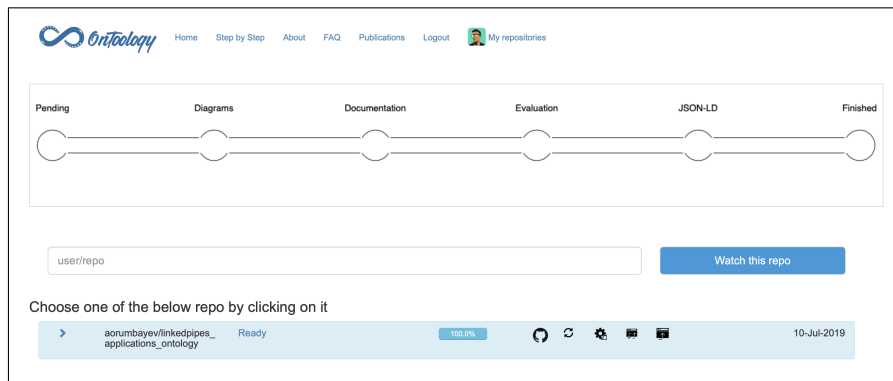 OnToology Home Step by Step About FAQ Publications Logout My repositories
Pending Diagrams Documentation Evaluation JSON-LD Finished
user/repo Watch this repo
Choose one of the below repo by clicking on it
aorumbayev/linkedpipes_ Ready 100.0% 10-Jul-2019
applications_ontology